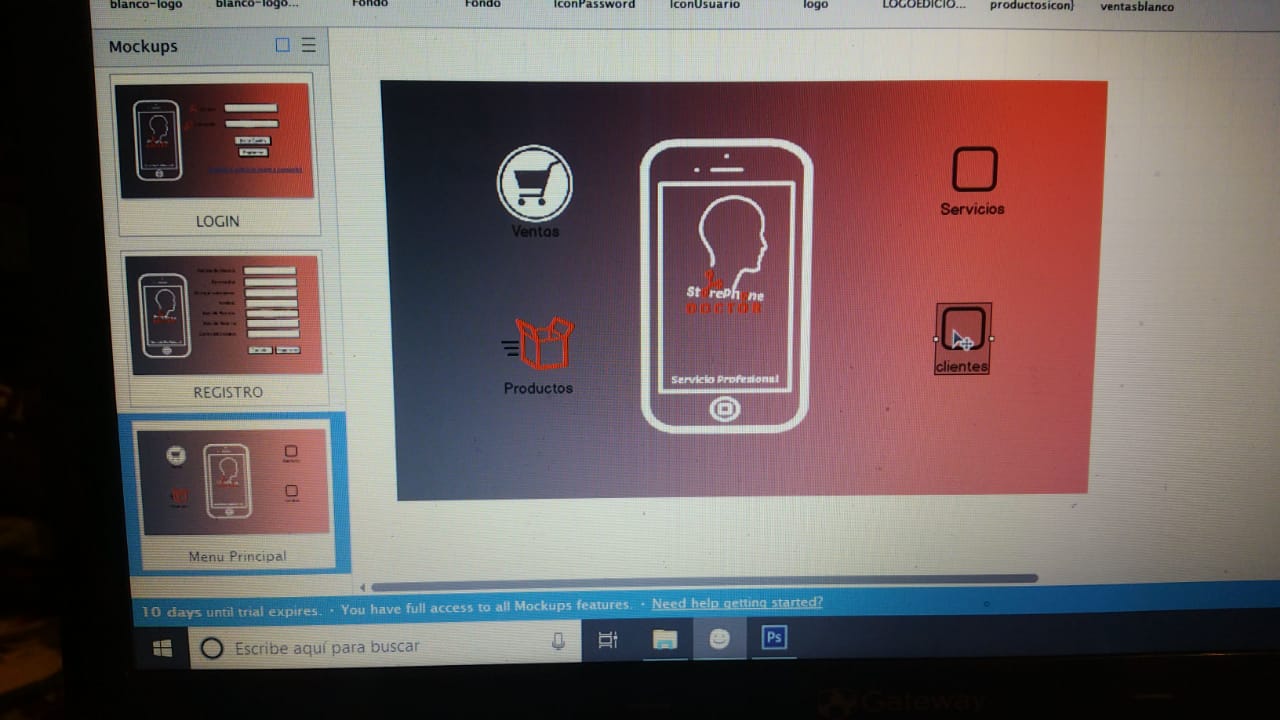 blanco-logo
blanco-logo...
Fondo
Fondo
IconPassword
IconUsuario
logo
LOGOEDICIO...
productosicon}
ventasblanco
Mockups
LOGIN
REGISTRO
Menu Principal
Ventas
Productos
StorePhone
DOCTOR
Servicio Profesional
Servicios
clientes
10 days until trial expires. · You have full access to all Mockups features. · Need help getting started?
Escribe aquí para buscar
Ps
Gateway